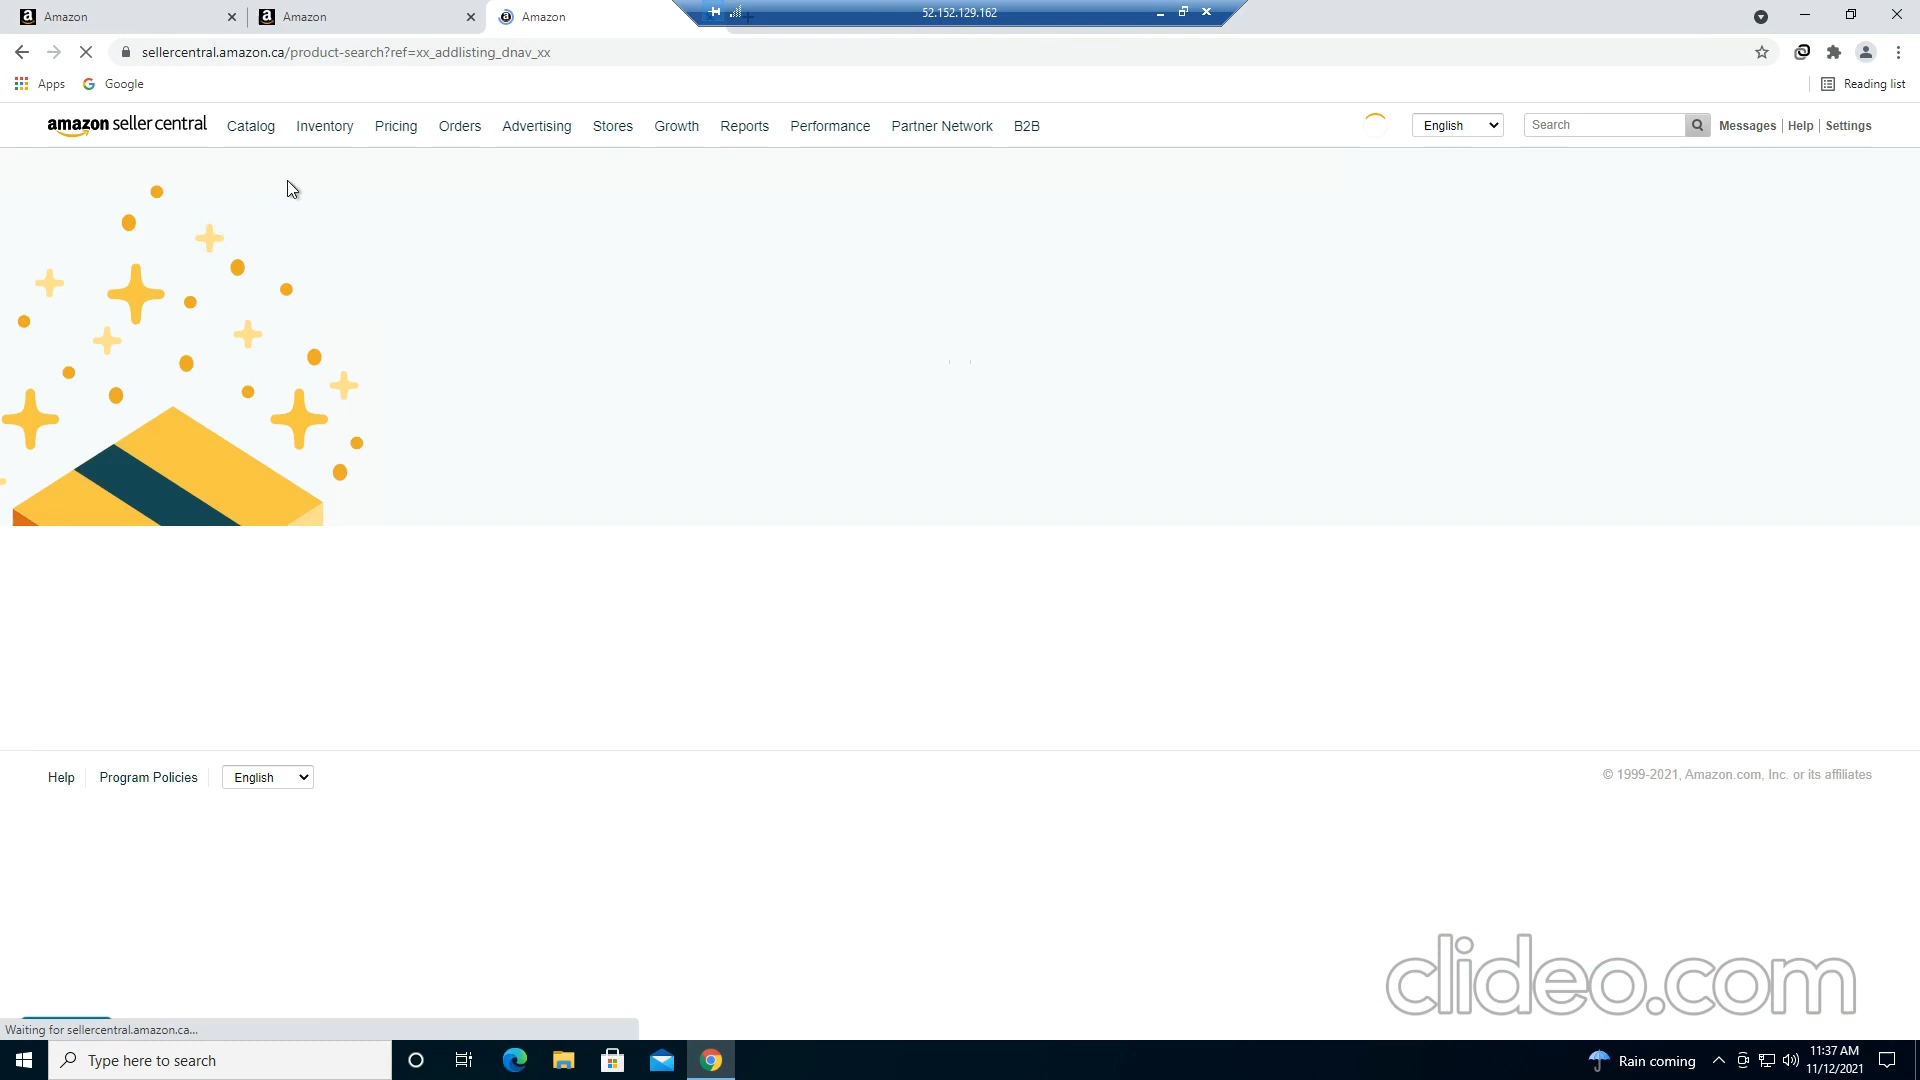 Amazon
Amazon
Amazon
52.152.129.162
sellercentral.amazon.ca/product-search?ref=xx_addlisting_dnav_xx
Apps
Google
Reading list
amazon seller central
Catalog
Inventory
Pricing
Orders
Advertising
Stores
Growth
Reports
Performance
Partner Network
B2B
English
Search
Messages
Help
Settings
Help
Program Policies
English
© 1999-2021, Amazon.com, Inc. or its affiliates
clideo.com
Waiting for sellercentral.amazon.ca...
Type here to search
Rain coming
11:37 AM
11/12/2021